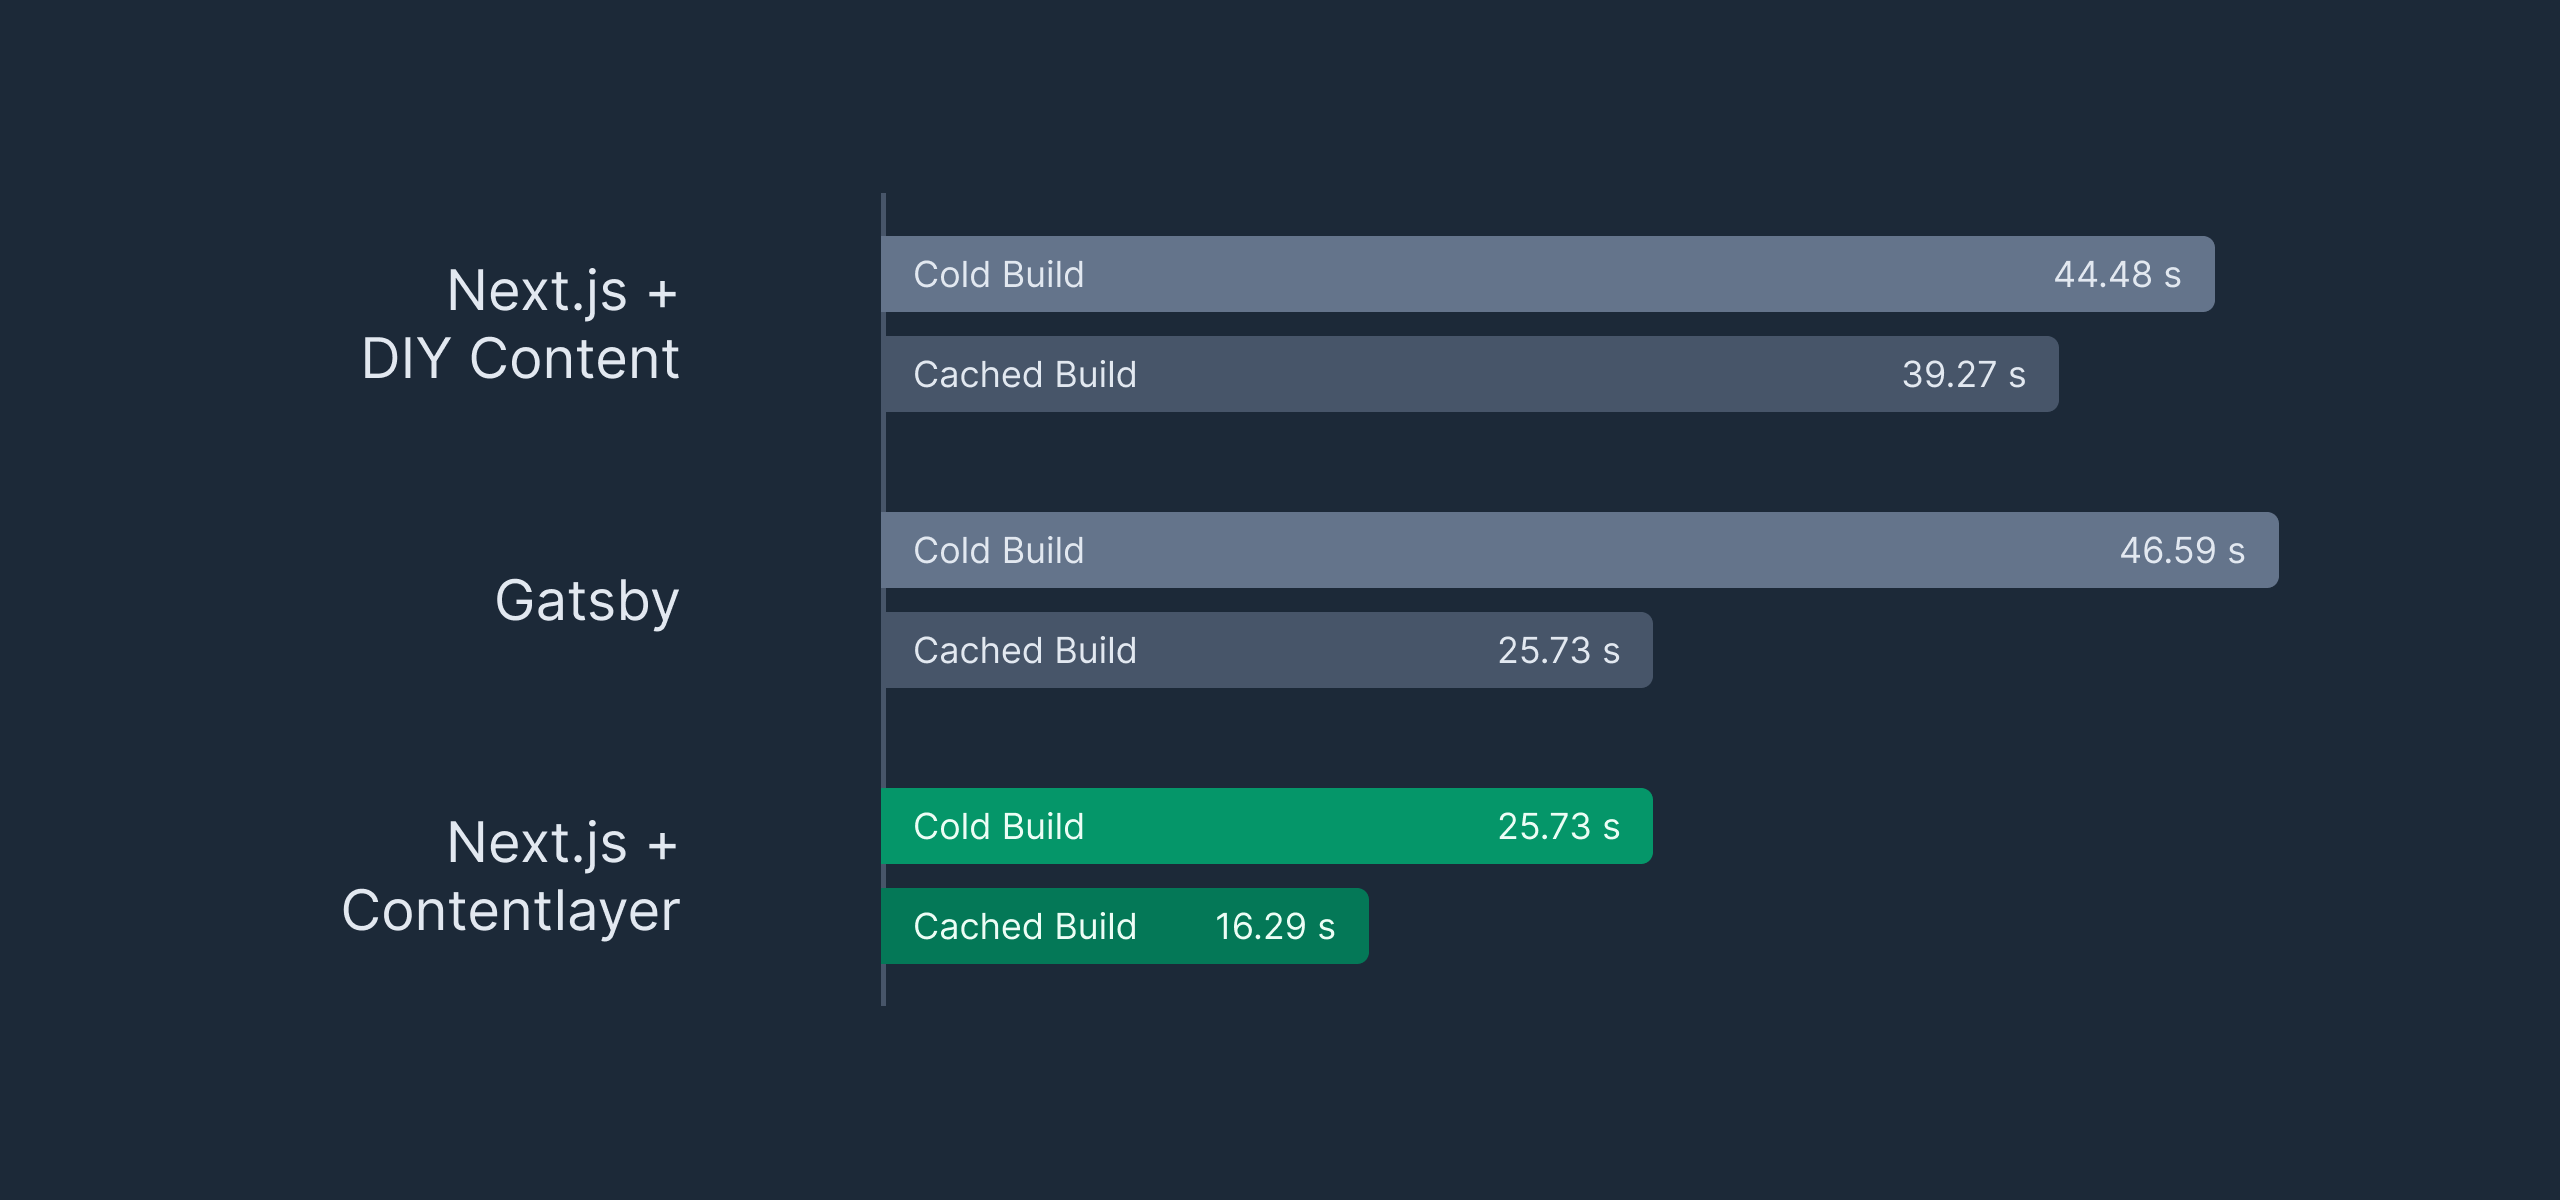 Next.js +
DIY Content
Cold Build 44.48 s
Cached Build 39.27 s
Gatsby
Cold Build 46.59 s
Cached Build 25.73 s
Next.js +
Contentlayer
Cold Build 25.73 s
Cached Build 16.29 s